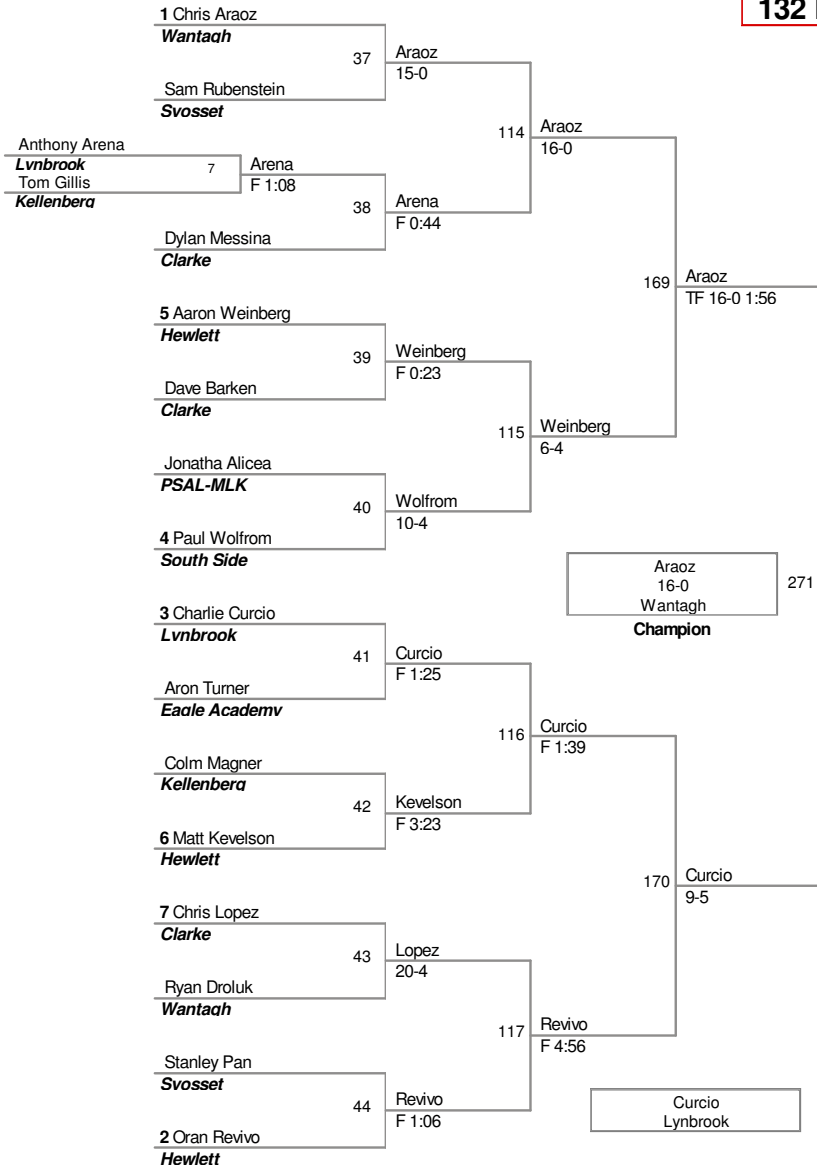 132
1 Chris Araoz
Wantagh
37
Araoz
15-0
Sam Rubenstein
Syosset
114
Araoz
16-0
Anthony Arena
Lynbrook
7
Arena
F 1:08
Tom Gillis
Kellenberg
38
Arena
F 0:44
Dylan Messina
Clarke
169
Araoz
TF 16-0 1:56
5 Aaron Weinberg
Hewlett
39
Weinberg
F 0:23
Dave Barken
Clarke
115
Weinberg
6-4
Jonatha Alicea
PSAL-MLK
40
Wolfrom
10-4
4 Paul Wolfrom
South Side
Araoz
16-0
Wantagh
271
Champion
3 Charlie Curcio
Lynbrook
41
Curcio
F 1:25
Aron Turner
Eagle Academy
116
Curcio
F 1:39
Colm Magner
Kellenberg
42
Kevelson
F 3:23
6 Matt Kevelson
Hewlett
170
Curcio
9-5
7 Chris Lopez
Clarke
43
Lopez
20-4
Ryan Droluk
Wantagh
117
Revivo
F 4:56
Stanley Pan
Syosset
44
Revivo
F 1:06
2 Oran Revivo
Hewlett
Curcio
Lynbrook